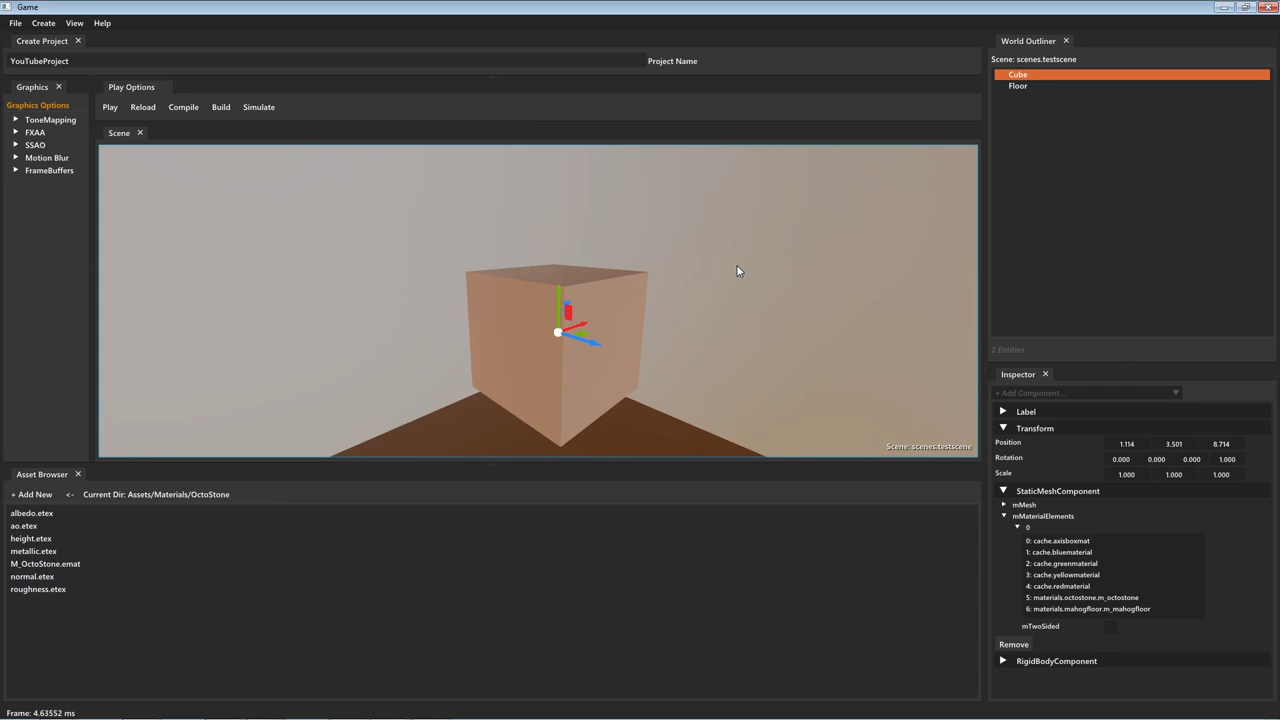 Game
File Create View Help
Create Project
YouTubeProject Project Name
Graphics
Graphics Options
ToneMapping
FXAA
SSAO
Motion Blur
FrameBuffers
Play Options
Play Reload Compile Build Simulate
Scene
Scene: scenes.testscene
Asset Browser
+ Add New <- Current Dir: Assets/Materials/OctoStone
albedo.etex
ao.etex
height.etex
metallic.etex
M_OctoStone.emat
normal.etex
roughness.etex
Frame: 4.63552 ms
World Outliner
Scene: scenes.testscene
Cube
Floor
2 Entities
Inspector
+ Add Component...
Label
Transform
Position 1.114 3.501 8.714
Rotation 0.000 0.000 0.000 1.000
Scale 1.000 1.000 1.000
StaticMeshComponent
mMesh
mMaterialElements
0
0: cache.axisboxmat
1: cache.bluematerial
2: cache.greenmaterial
3: cache.yellowmaterial
4: cache.redmaterial
5: materials.octostone.m_octostone
6: materials.mahogfloor.m_mahogfloor
mTwoSided
Remove
RigidBodyComponent